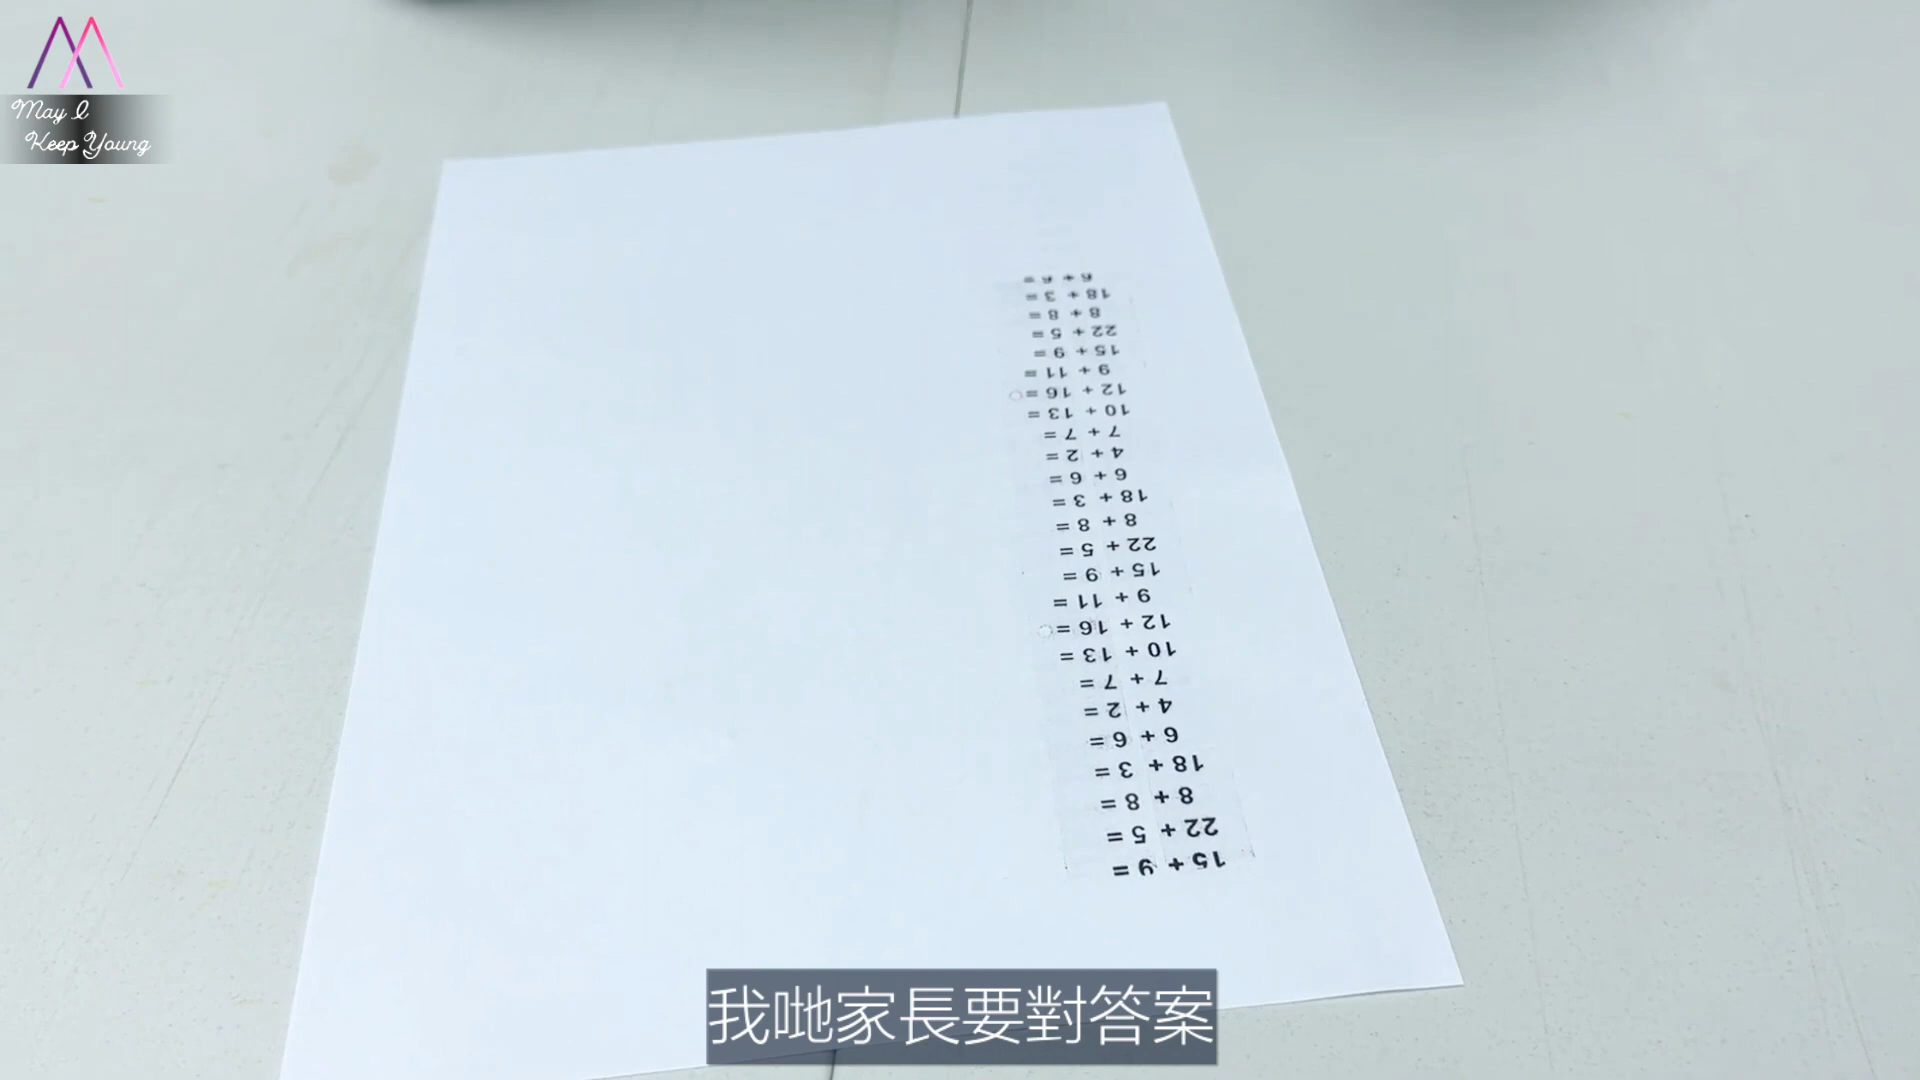 May I
Keep Young
15 + 9 =
22 + 5 =
8 + 8 =
18 + 3 =
6 + 6 =
4 + 2 =
7 + 7 =
10 + 13 =
12 + 16 =
9 + 11 =
15 + 9 =
22 + 5 =
8 + 8 =
18 + 3 =
6 + 6 =
4 + 2 =
7 + 7 =
10 + 13 =
12 + 16 =
9 + 11 =
15 + 9 =
22 + 5 =
8 + 8 =
18 + 3 =
6 + 6 =
我哋家長要對答案